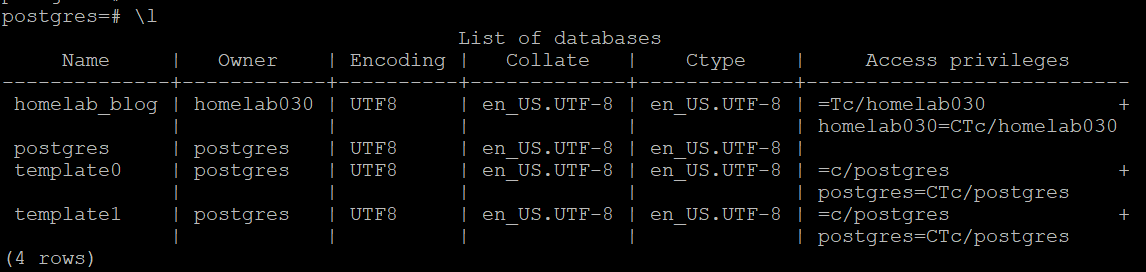 postgres=# \l
List of databases
Name | Owner | Encoding | Collate | Ctype | Access privileges
--------------+------------+----------+-------------+-------------+---------------------------
homelab_blog | homelab030 | UTF8 | en_US.UTF-8 | en_US.UTF-8 | =Tc/homelab030 +
| | | | | homelab030=CTc/homelab030
postgres | postgres | UTF8 | en_US.UTF-8 | en_US.UTF-8 |
template0 | postgres | UTF8 | en_US.UTF-8 | en_US.UTF-8 | =c/postgres +
| | | | | postgres=CTc/postgres
template1 | postgres | UTF8 | en_US.UTF-8 | en_US.UTF-8 | =c/postgres +
| | | | | postgres=CTc/postgres
(4 rows)